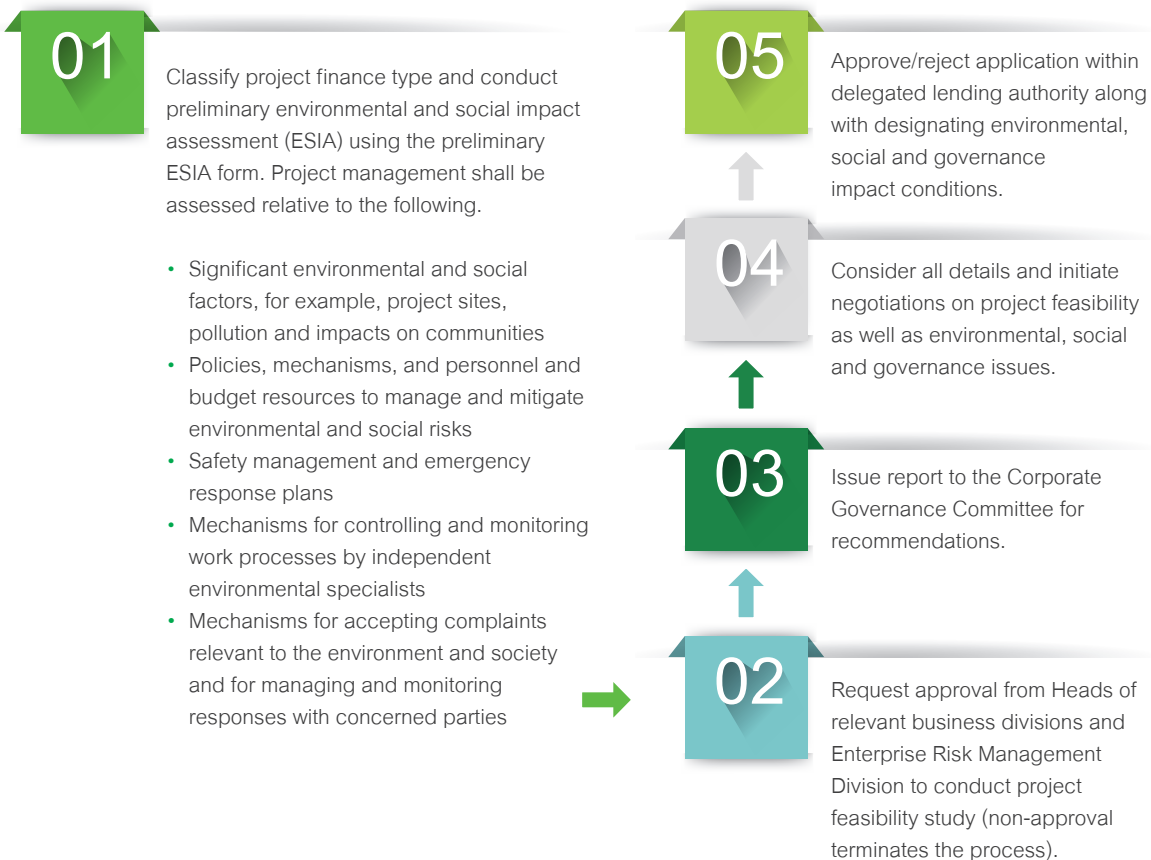 01
Classify project finance type and conduct
preliminary environmental and social impact
assessment (ESIA) using the preliminary
ESIA form. Project management shall be
assessed relative to the following.
• Significant environmental and social
factors, for example, project sites,
pollution and impacts on communities
• Policies, mechanisms, and personnel and
budget resources to manage and mitigate
environmental and social risks
• Safety management and emergency
response plans
• Mechanisms for controlling and monitoring
work processes by independent
environmental specialists
• Mechanisms for accepting complaints
relevant to the environment and society
and for managing and monitoring
responses with concerned parties
02
Request approval from Heads of
relevant business divisions and
Enterprise Risk Management
Division to conduct project
feasibility study (non-approval
terminates the process).
03
Issue report to the Corporate
Governance Committee for
recommendations.
04
Consider all details and initiate
negotiations on project feasibility
as well as environmental, social
and governance issues.
05
Approve/reject application within
delegated lending authority along
with designating environmental,
social and governance
impact conditions.